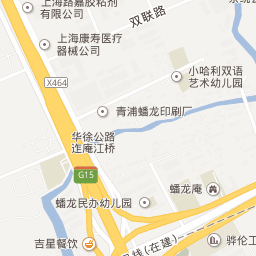 上海路嘉胶粘剂
有限公司
双联路
上海康寿医疗
器械公司
X464
小哈利双语
艺术幼儿园
青浦蟠龙印刷厂
华徐公路
迮庵江桥
G15
蟠龙庵
蟠龙民办幼儿园
吉星餐饮
线(在建)
骅伦工